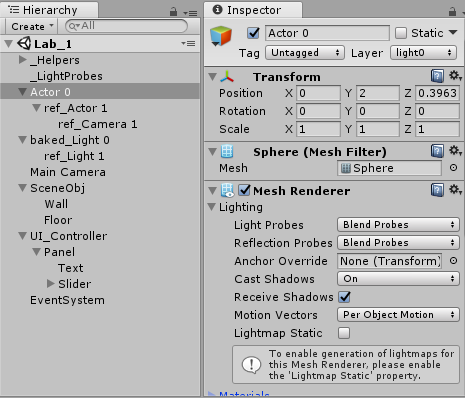 Hierarchy
Create
All
Lab_1
_Helpers
_LightProbes
Actor 0
ref_Actor 1
ref_Camera 1
baked_Light 0
ref_Light 1
Main Camera
SceneObj
Wall
Floor
UI_Controller
Panel
Text
Slider
EventSystem
Inspector
Actor 0 Static
Tag Untagged Layer light0
Transform
Position X 0 Y 2 Z 0.3963
Rotation X 0 Y 0 Z 0
Scale X 1 Y 1 Z 1
Sphere (Mesh Filter)
Mesh Sphere
Mesh Renderer
Lighting
Light Probes Blend Probes
Reflection Probes Blend Probes
Anchor Override None (Transform)
Cast Shadows On
Receive Shadows
Motion Vectors Per Object Motion
Lightmap Static
To enable generation of lightmaps for
this Mesh Renderer, please enable
the 'Lightmap Static' property.
Materials